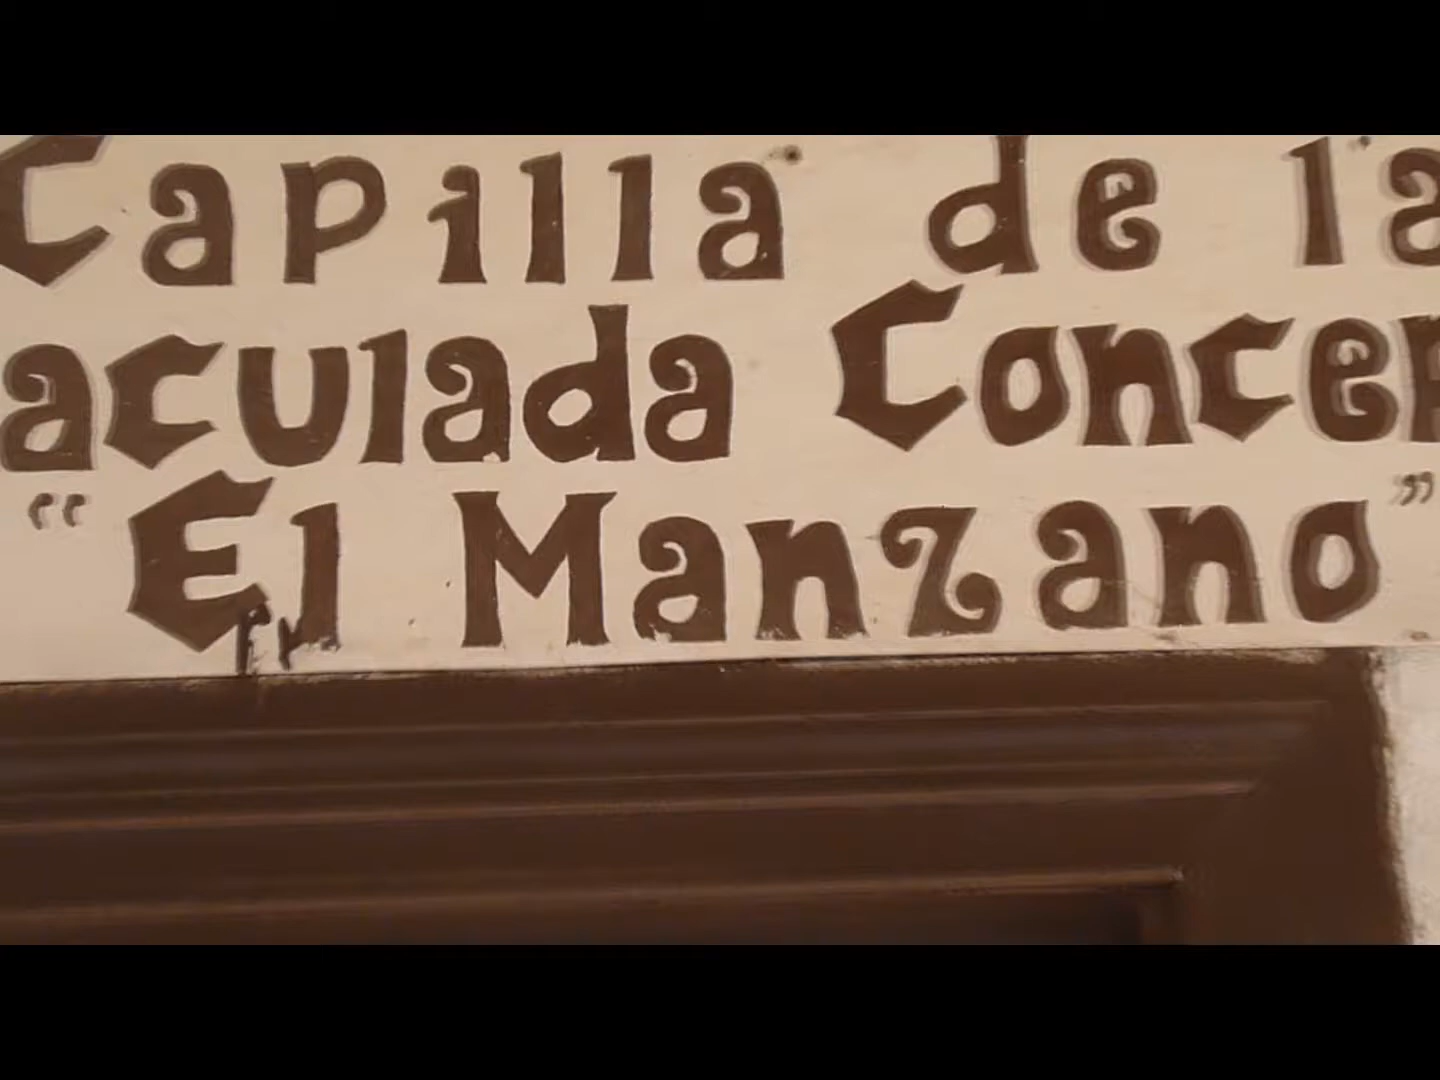 Capilla de la
aculada Concep
“El Manzano”